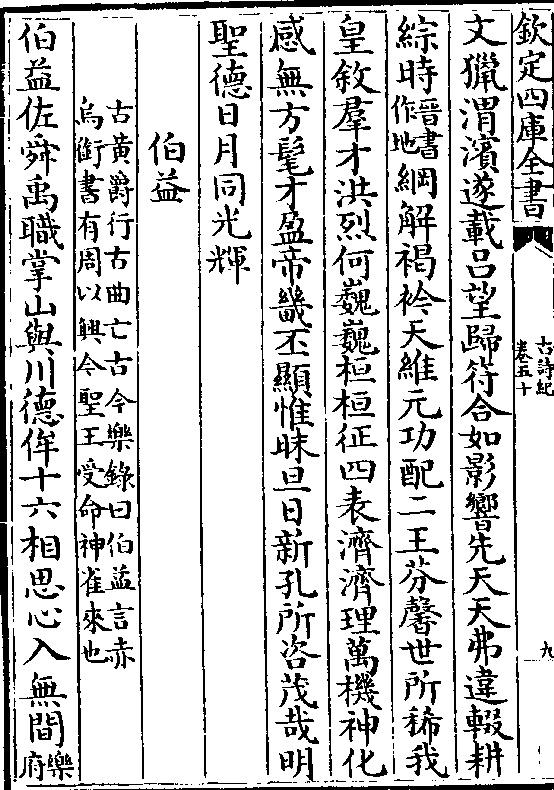 欽定四庫全書
古詩紀
卷五十
九
文獵渭濱遂載吕望歸符合如影響先天天弗違輟耕
綜時晉書作地綱解褐衿天維元功配二王芬馨世所稀我
皇敘羣才洪烈何巍巍桓桓征四表濟濟理萬機神化
感無方髦才盈帝畿丕顯惟昧旦日新孔所咨茂哉明
聖德日月同光輝
伯益
古黃爵行古曲亡古今樂錄曰伯益言赤
烏銜書有周以興今聖王受命神雀來也
伯益佐舜禹職掌山與川德侔十六相思心入無間樂府